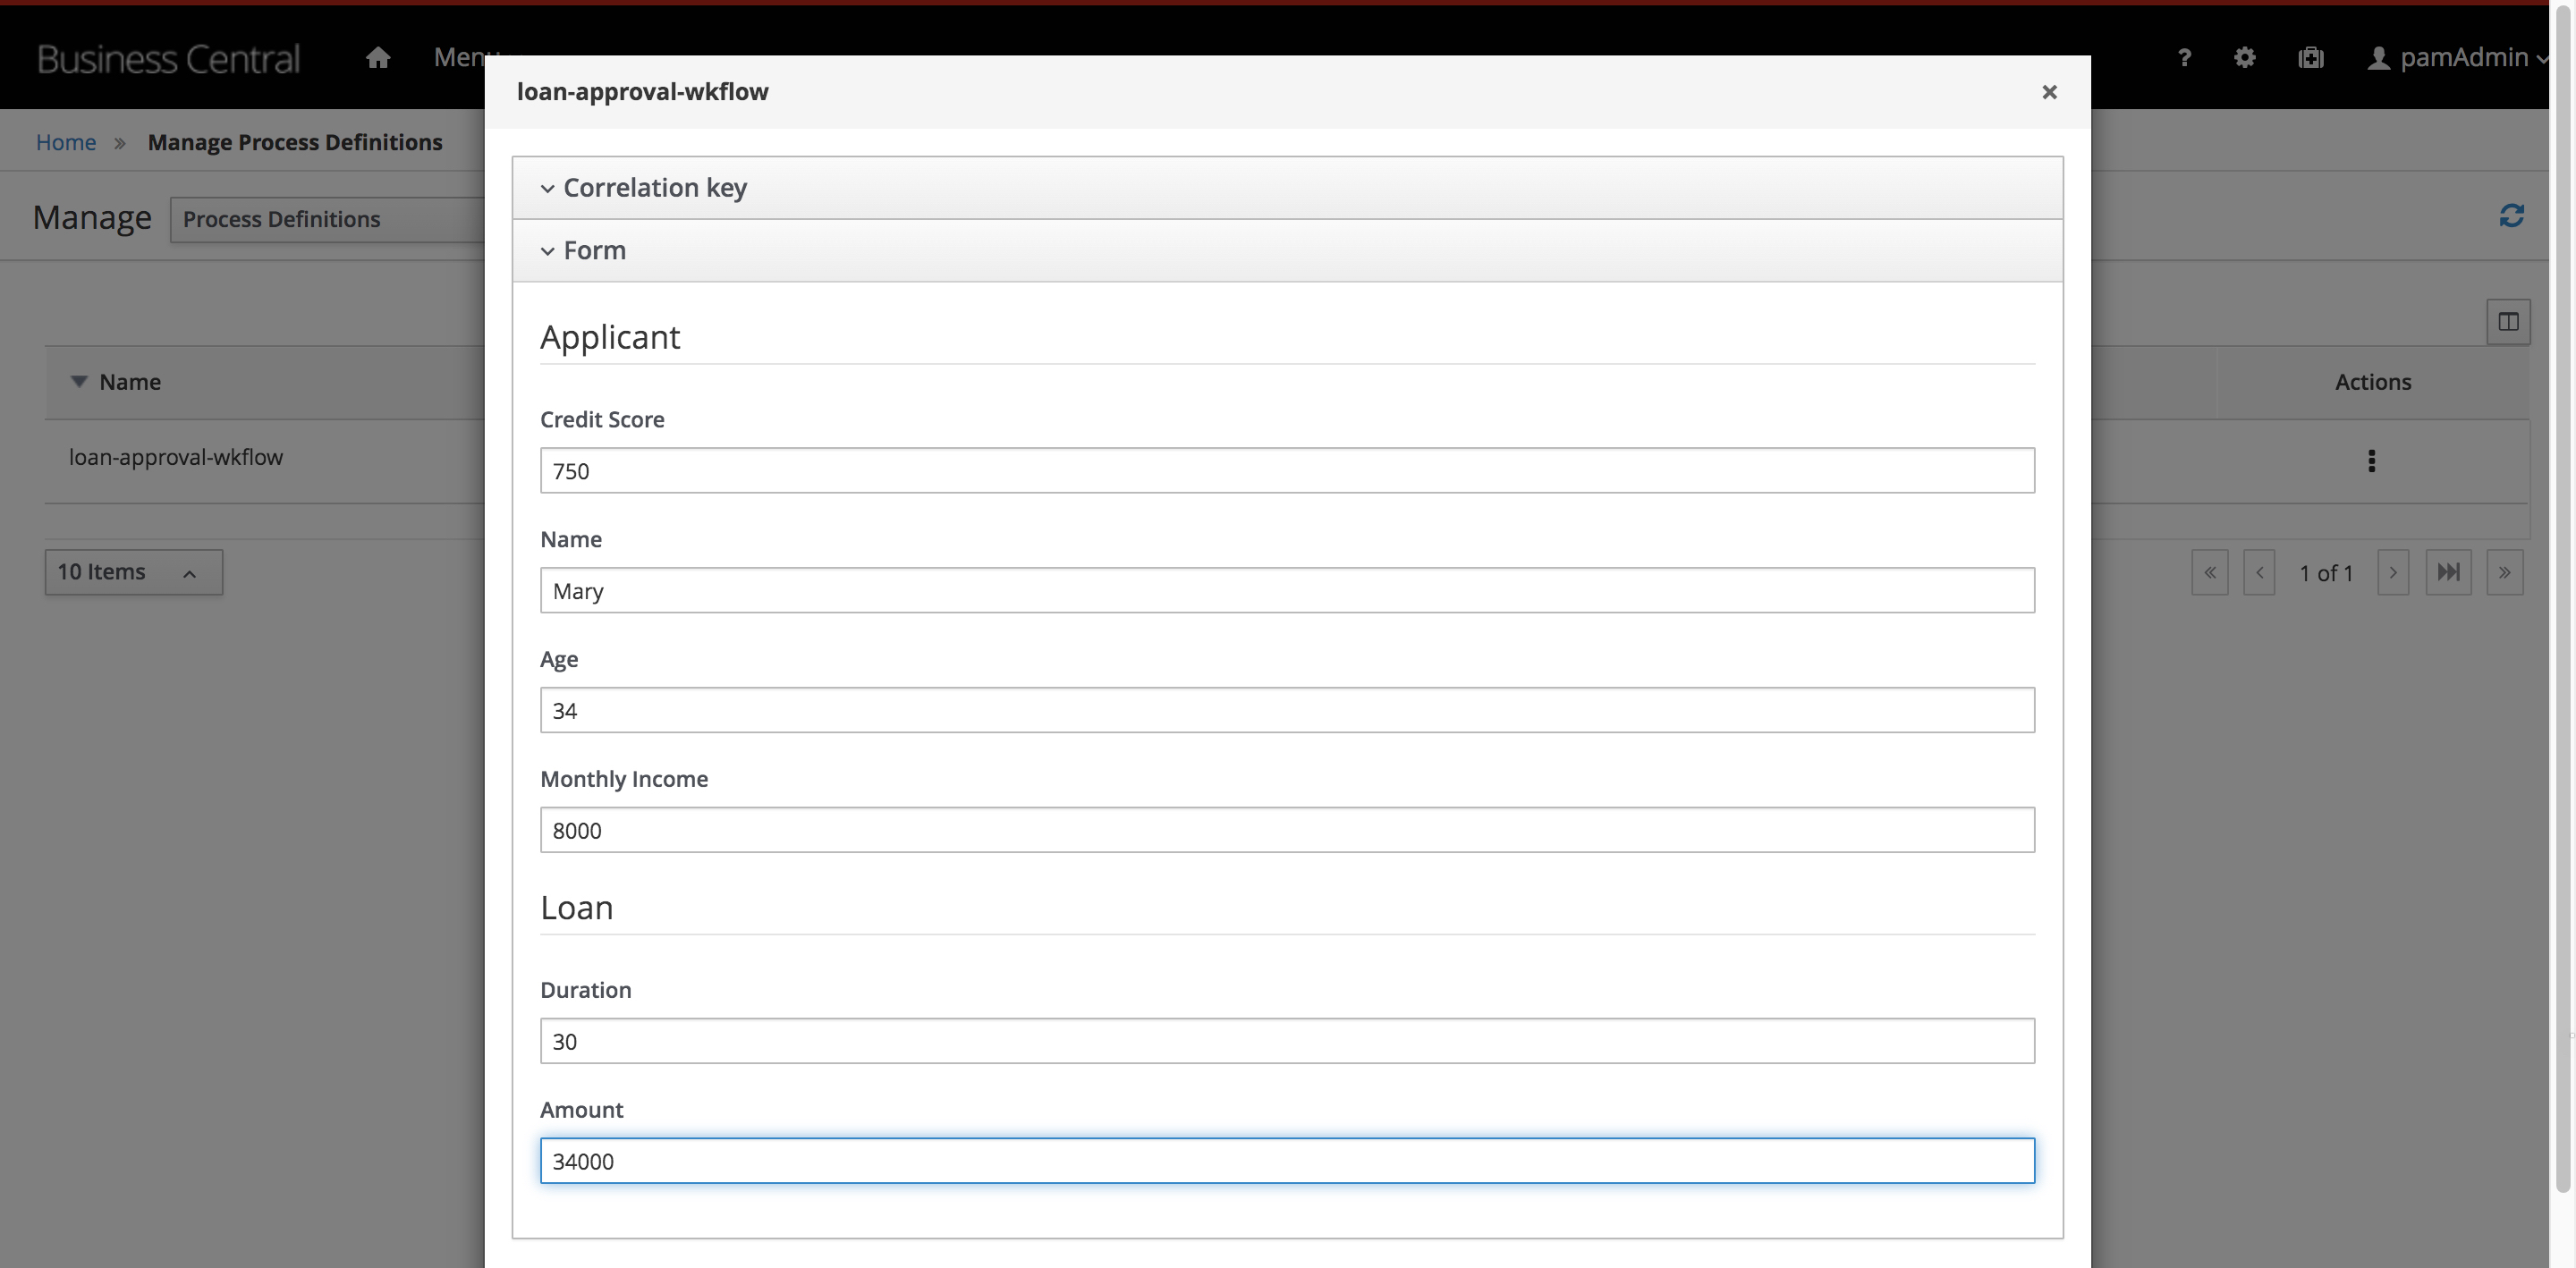 Business Central
Men
? pamAdmin
loan-approval-wkflow ×
Home » Manage Process Definitions
Correlation key
Manage Process Definitions
Form
Applicant
Name
Actions
Credit Score
loan-approval-wkflow
750
Name
10 Items
« ‹ 1 of 1 › »
Mary
Age
34
Monthly Income
8000
Loan
Duration
30
Amount
34000